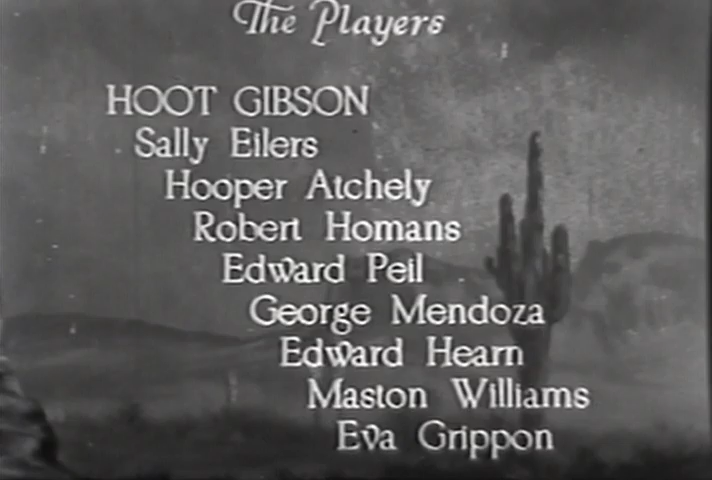 The Players
HOOT GIBSON
Sally Eilers
Hooper Atchely
Robert Homans
Edward Peil
George Mendoza
Edward Hearn
Maston Williams
Eva Grippon